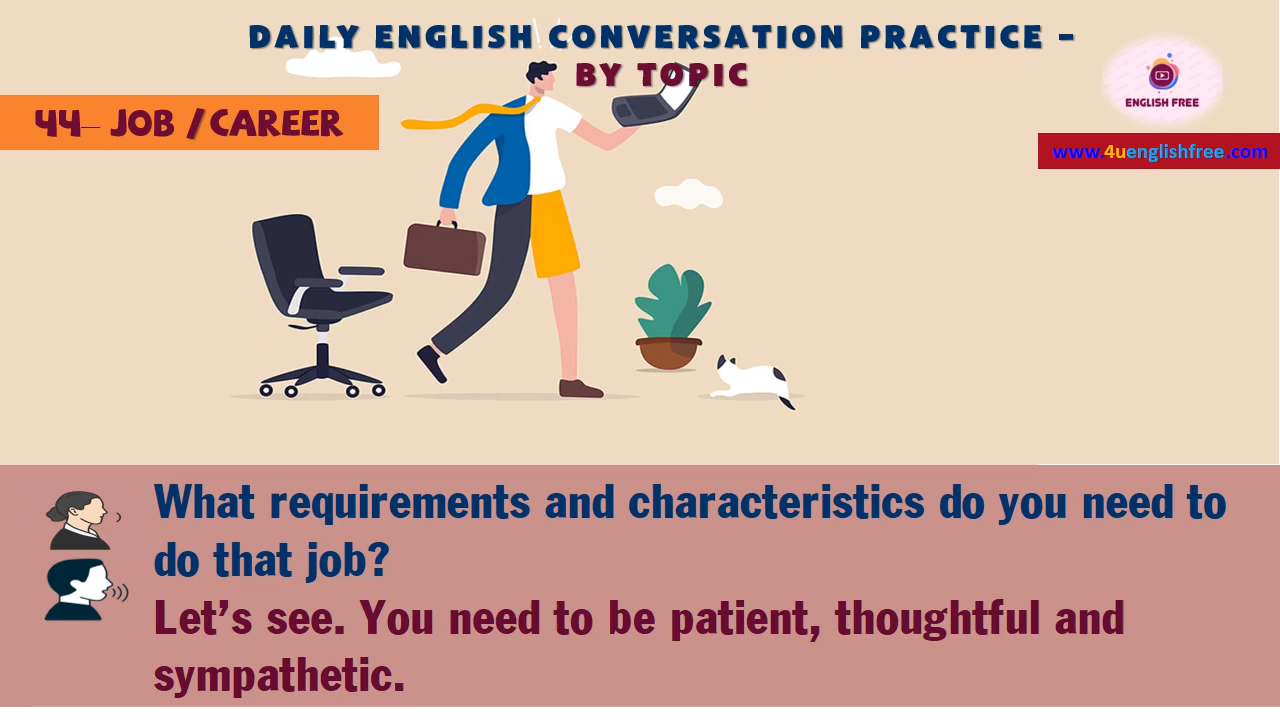 DAILY ENGLISH CONVERSATION PRACTICE –
BY TOPIC
44– JOB / CAREER
ENGLISH FREE
www.4uenglishfree.com
What requirements and characteristics do you need to
do that job?
Let's see. You need to be patient, thoughtful and
sympathetic.